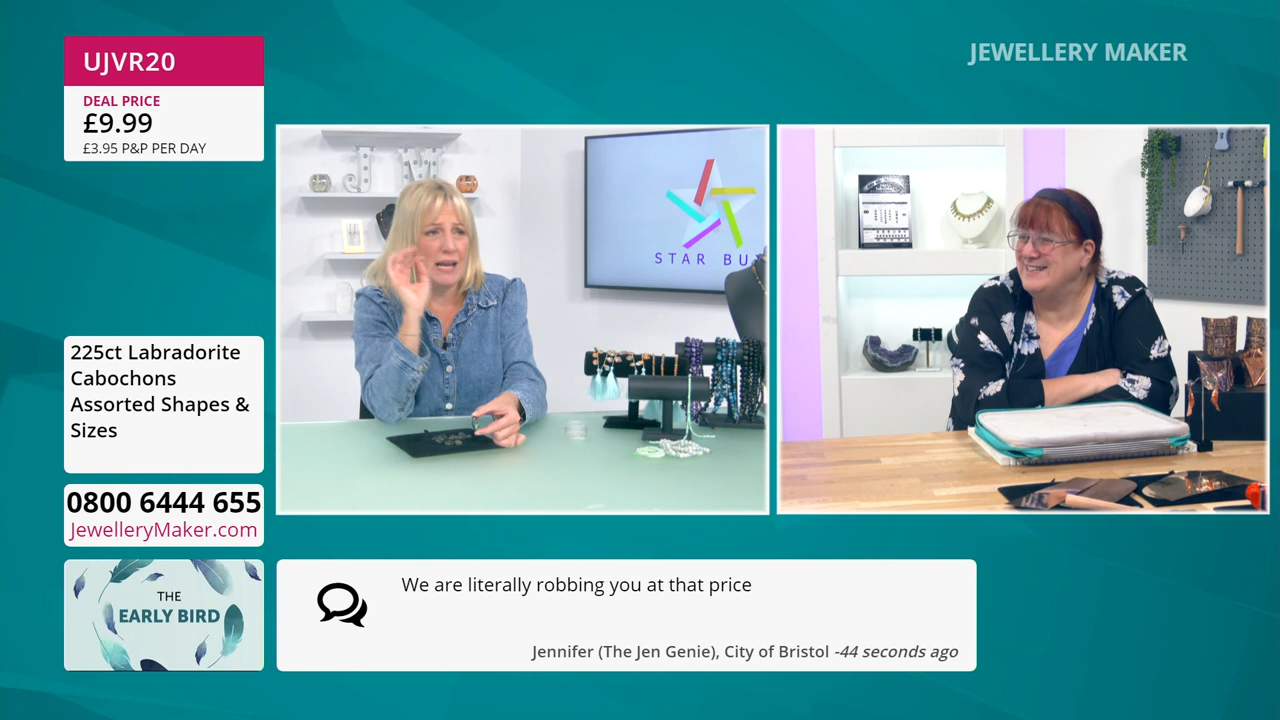 UJVR20
DEAL PRICE
£9.99
£3.95 P&P PER DAY
JEWELLERY MAKER
JW
STAR BU
225ct Labradorite
Cabochons
Assorted Shapes &
Sizes
0800 6444 655
JewelleryMaker.com
THE
EARLY BIRD
We are literally robbing you at that price
Jennifer (The Jen Genie), City of Bristol -44 seconds ago